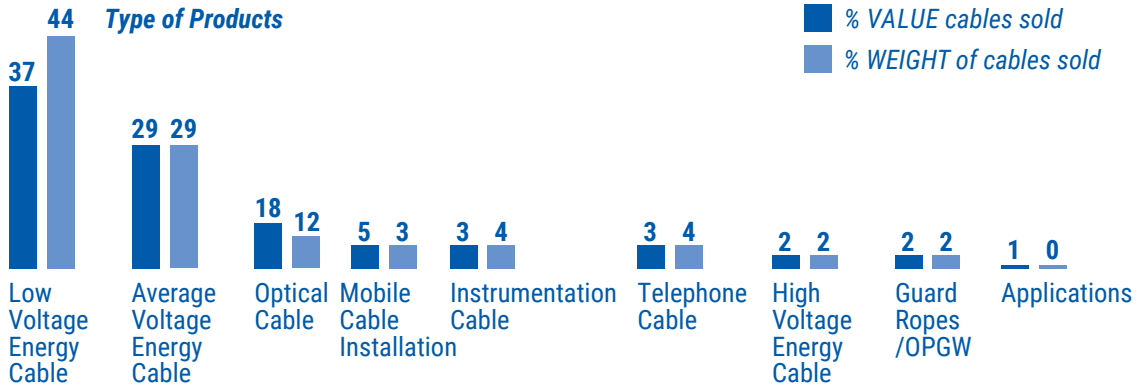 Type of Products
% VALUE cables sold
% WEIGHT of cables sold
37
44
29
29
18
12
5
3
3
4
3
4
2
2
2
2
1
0
Low
Voltage
Energy
Cable
Average
Voltage
Energy
Cable
Optical
Cable
Mobile
Cable
Installation
Instrumentation
Cable
Telephone
Cable
High
Voltage
Energy
Cable
Guard
Ropes
/OPGW
Applications